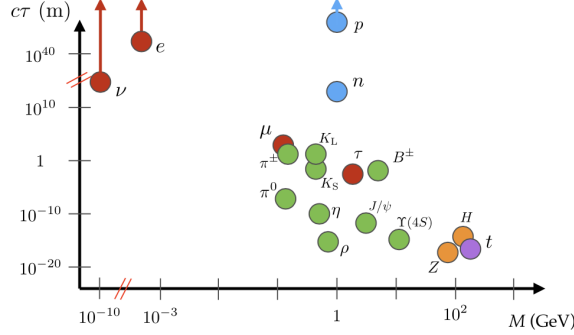 cτ (m)
p
e
10^40
ν
n
10^10
μ
K_L
τ
B^±
1
π^±
K_S
π^0
J/ψ
η
Υ(4S)
H
10^−10
ρ
t
Z
10^−20
10^−10
10^−3
1
10^2
M (GeV)